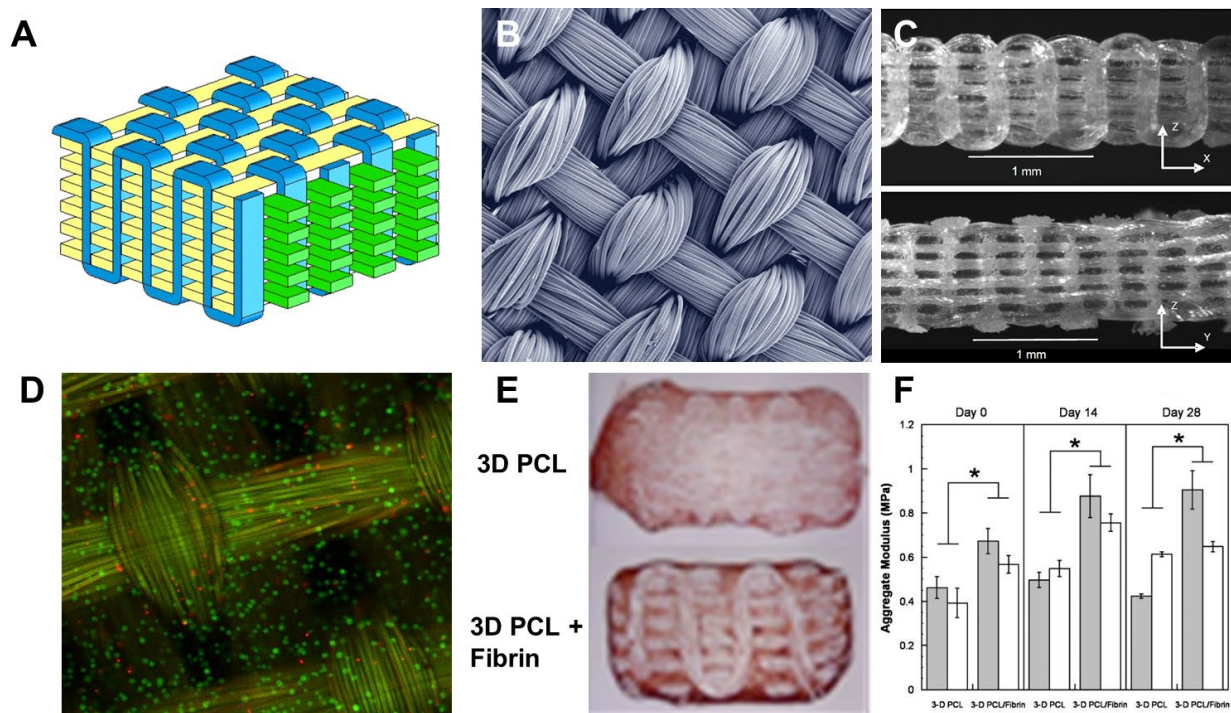 A
B
C
Z
X
1 mm
Z
Y
1 mm
D
E
3D PCL
3D PCL +
Fibrin
F
Day 0
Day 14
Day 28
Aggregate Modulus (MPa)
1.2
1
0.8
0.6
0.4
0.2
0
*
*
*
3-D PCL
3-D PCL/Fibrin
3-D PCL
3-D PCL/Fibrin
3-D PCL
3-D PCL/Fibrin